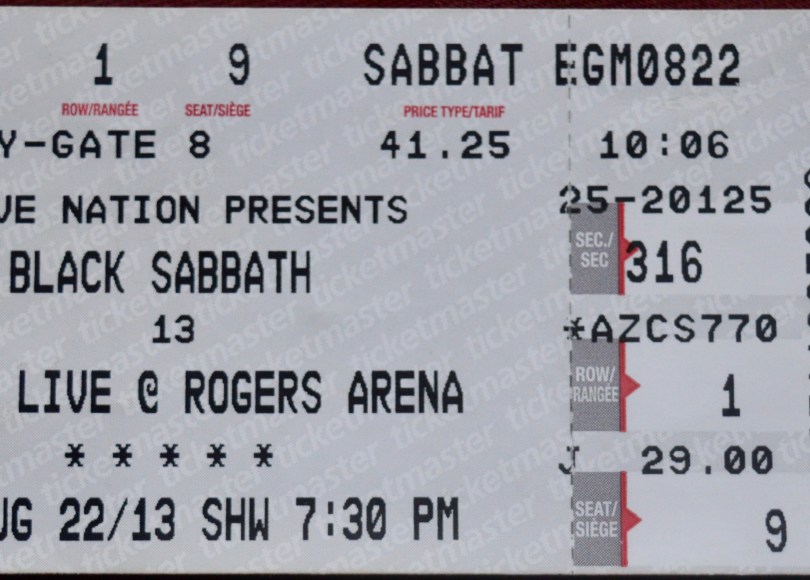 1 9 SABBAT EGM0822
ROW/RANGÉE SEAT/SIÈGE PRICE TYPE/TARIF
Y-GATE 8 41.25 10:06
VE NATION PRESENTS 25-20125
BLACK SABBATH SEC./SEC 316
13 *AZCS770
LIVE @ ROGERS ARENA ROW/RANGÉE 1
* * * * * J 29.00
UG 22/13 SHW 7:30 PM SEAT/SIÈGE 9
ticketmaster